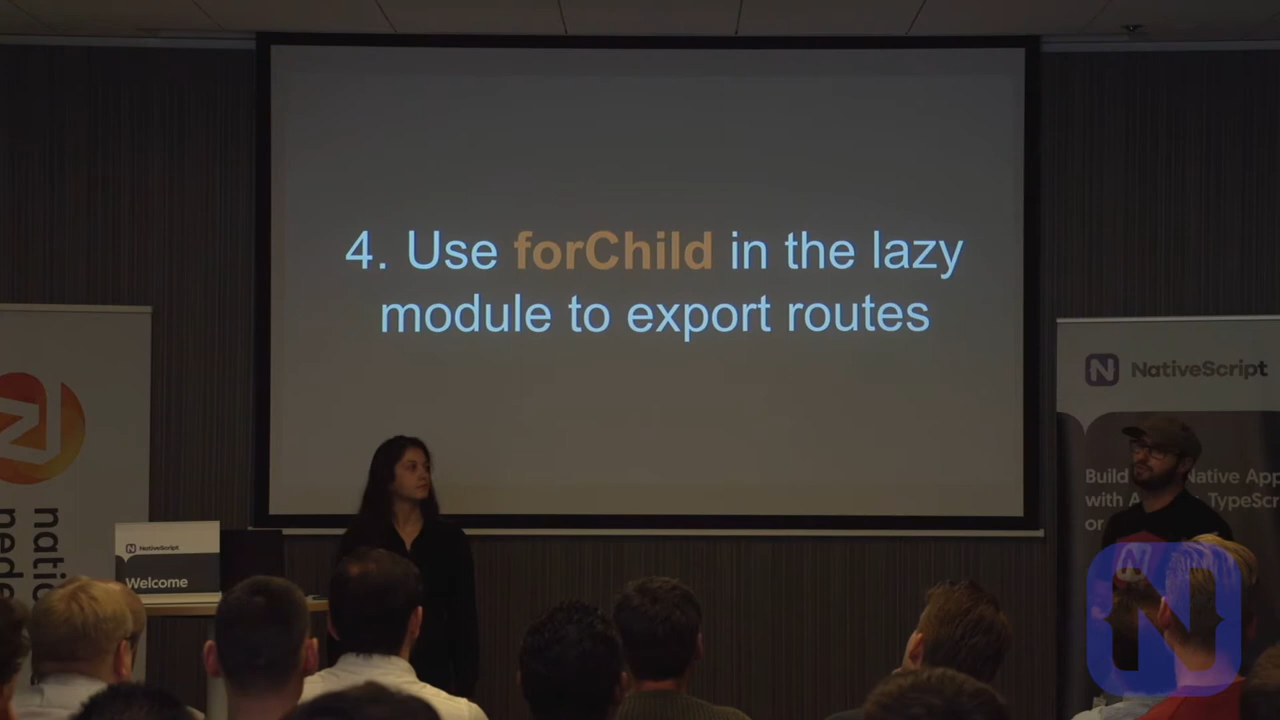 4. Use forChild in the lazy
module to export routes
NativeScript
Build Native App
with A TypeScr
or
NativeScript
Welcome
natio
nede